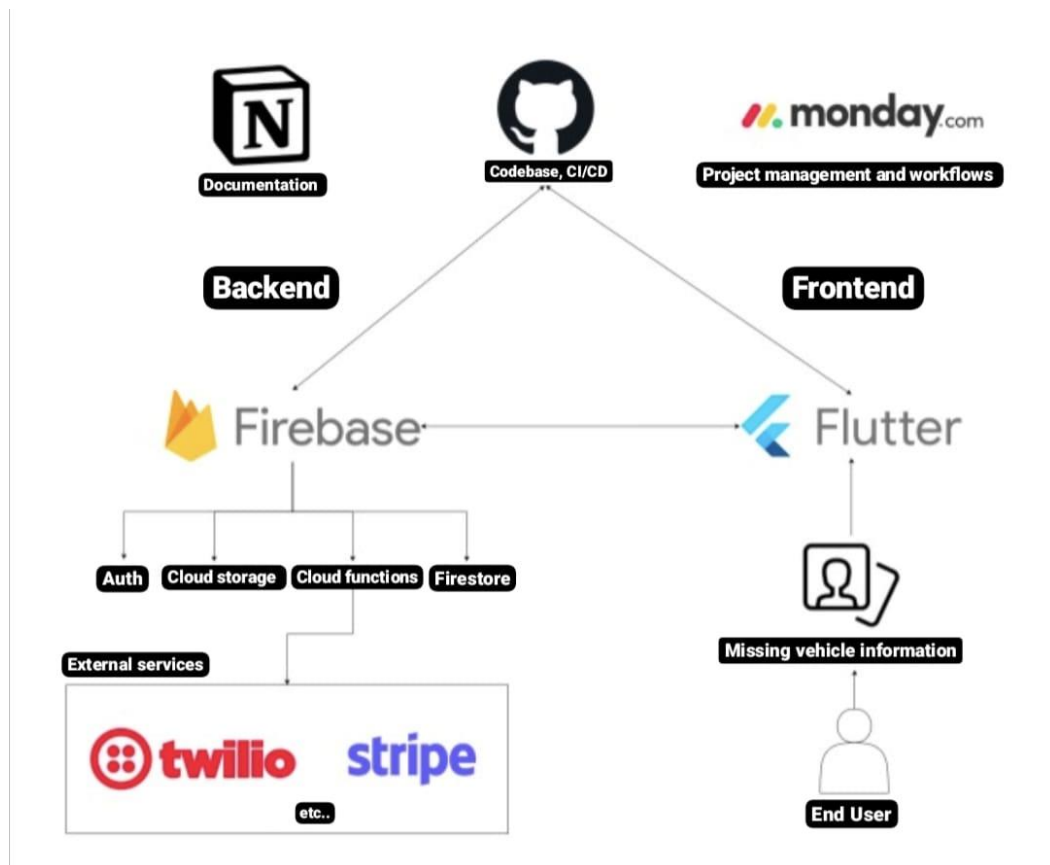 N
monday.com
Documentation
Codebase, CI/CD
Project management and workflows
Backend
Frontend
Firebase
Flutter
Auth
Cloud storage
Cloud functions
Firestore
External services
Missing vehicle information
twilio
stripe
etc..
End User